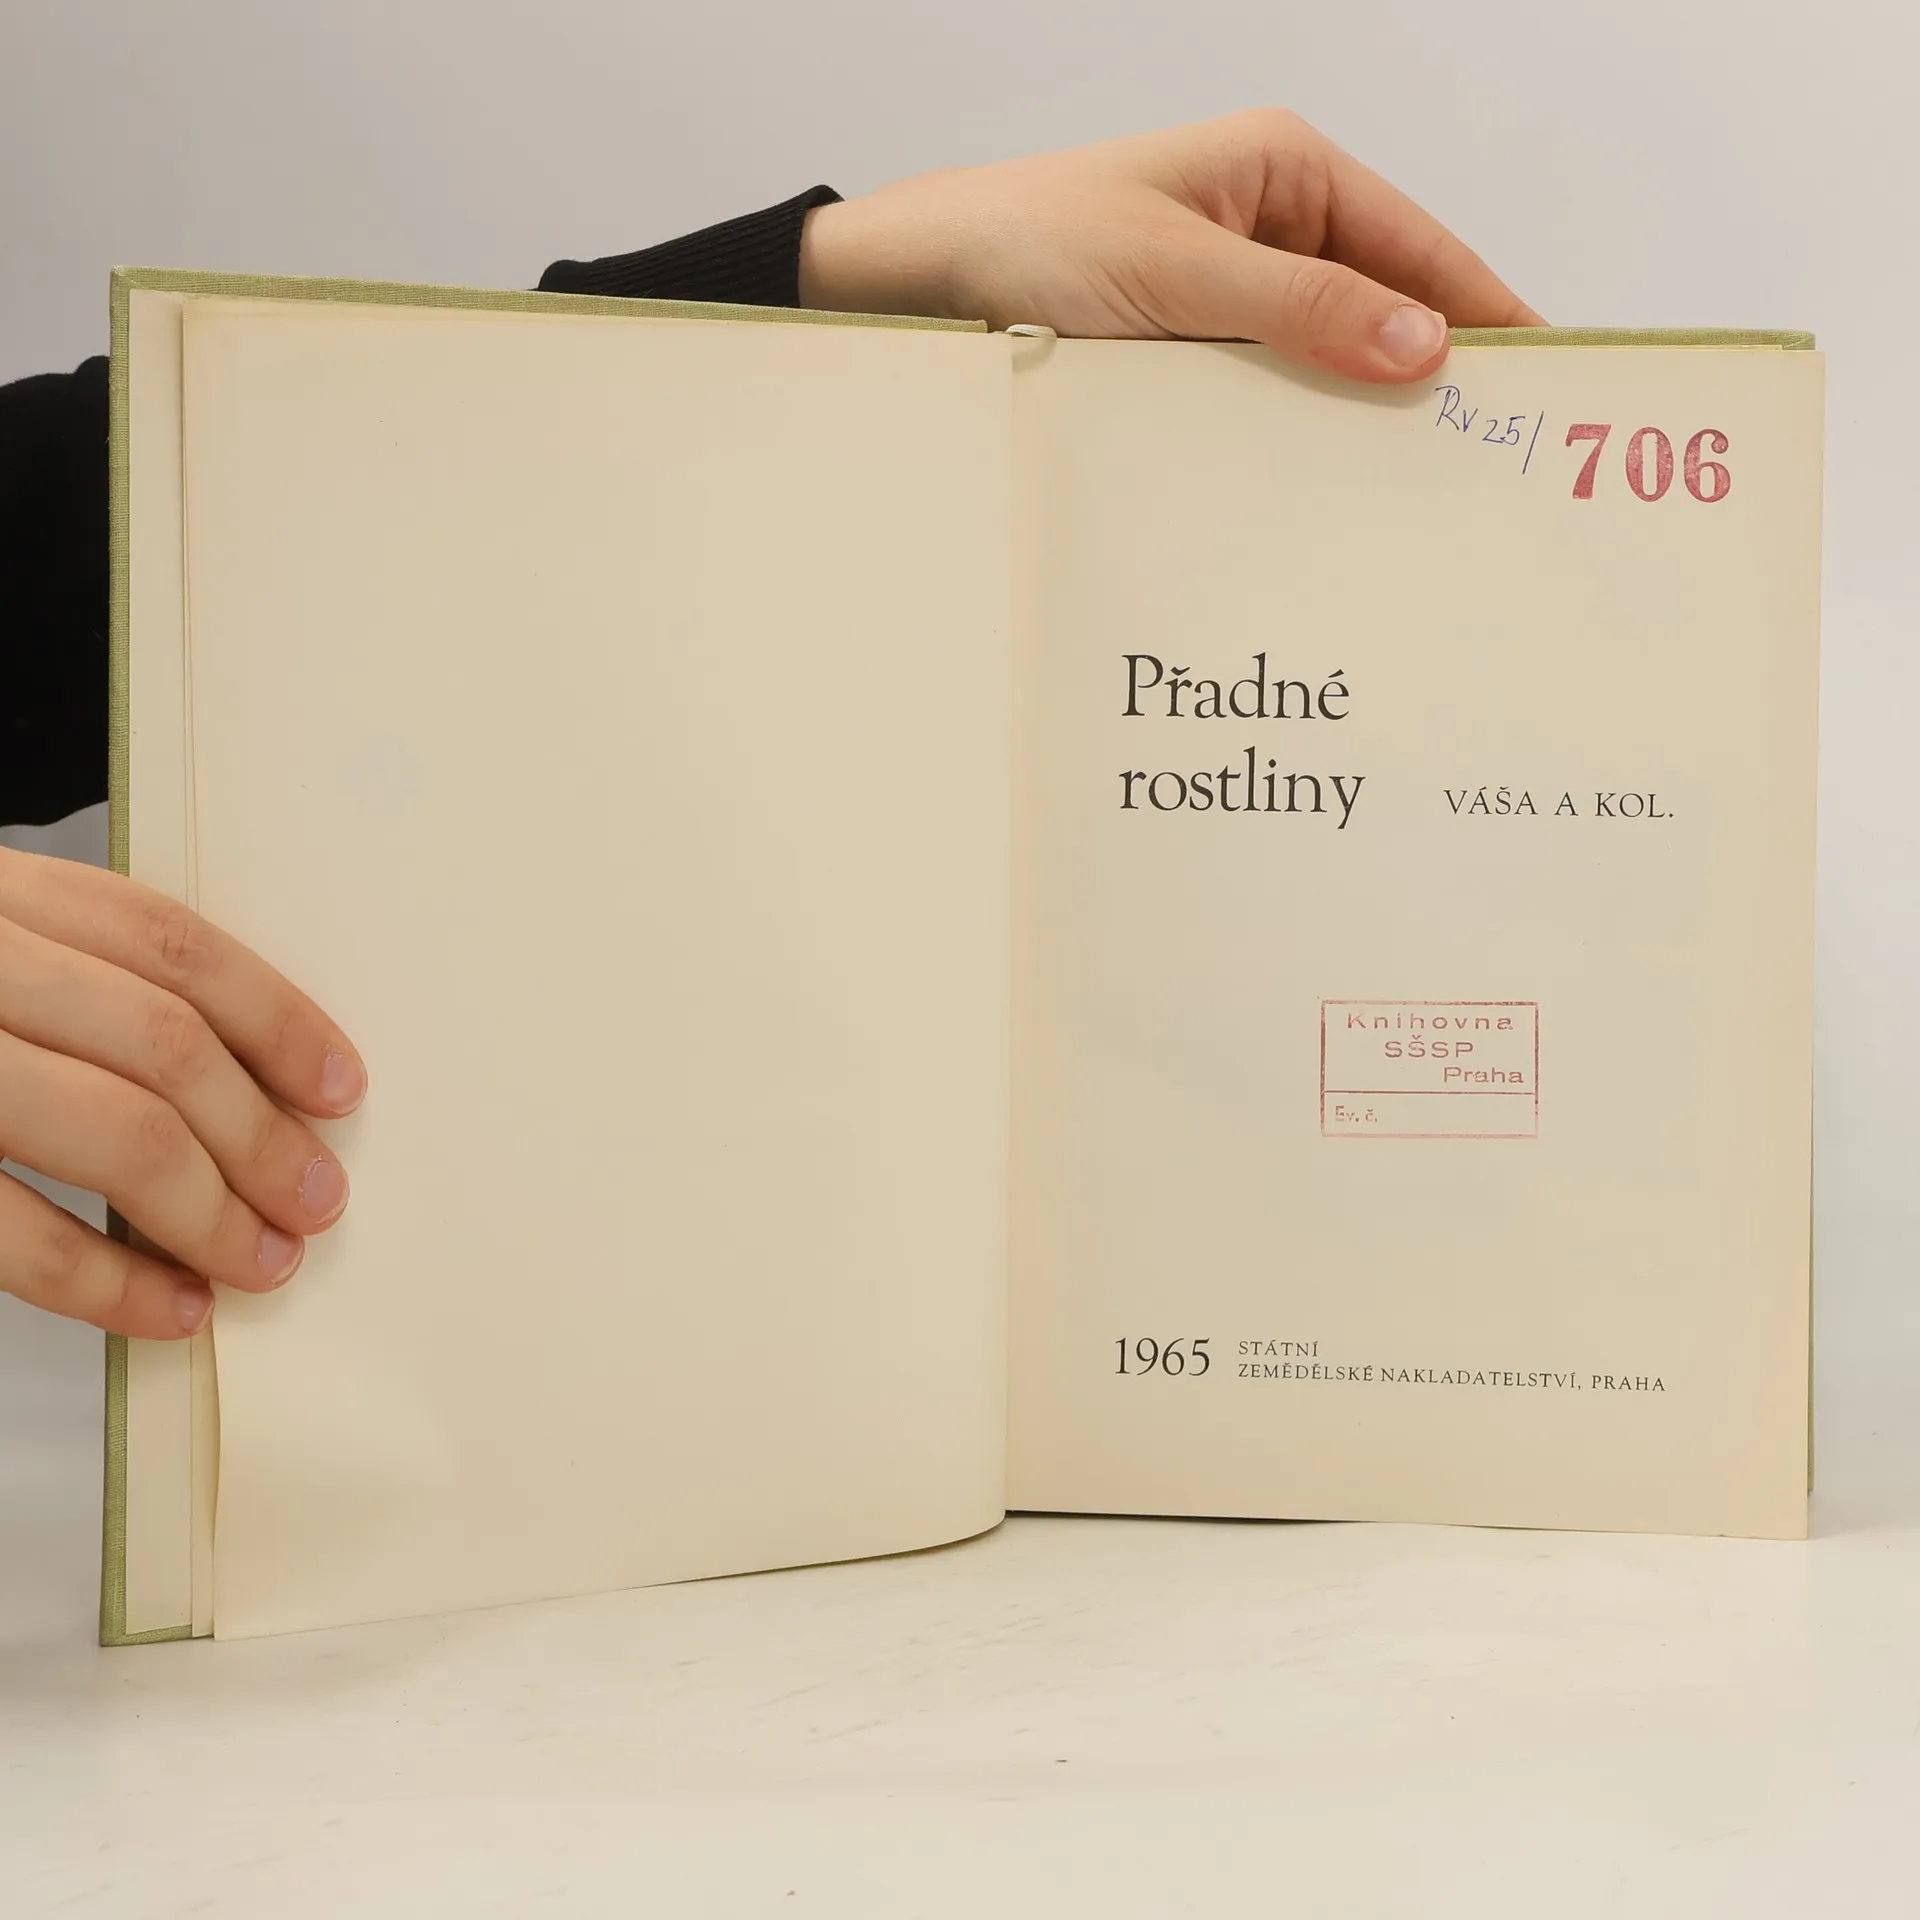 Rv 25/ 706
Přadné
rostliny VÁŠA A KOL.
Knihovna
SŠSP
Praha
Ev. č.
1965 STÁTNÍ
ZEMĚDĚLSKÉ NAKLADATELSTVÍ, PRAHA